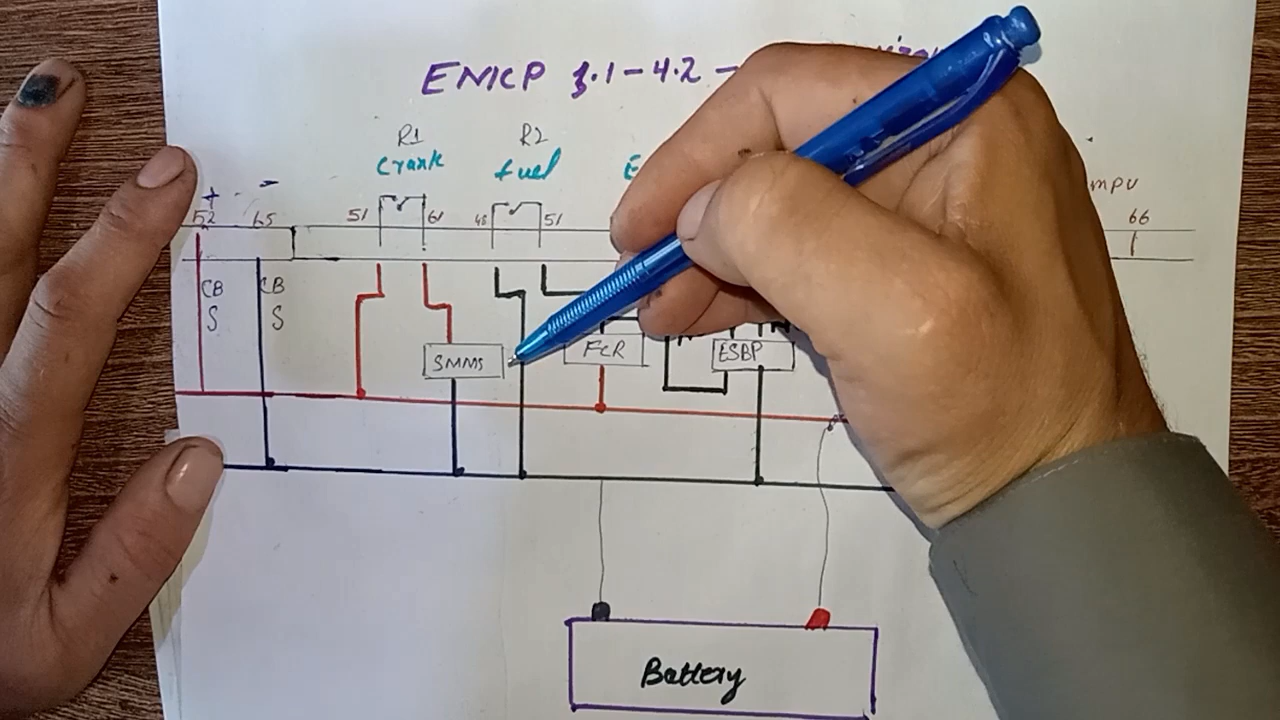 ENKP 3.1-4.2 -
R1 R2
Crank fuel E
+ -
52 65 51 61 48 51 66
mpu
CB CB
S S
SMMS FCR ESBP
Battery